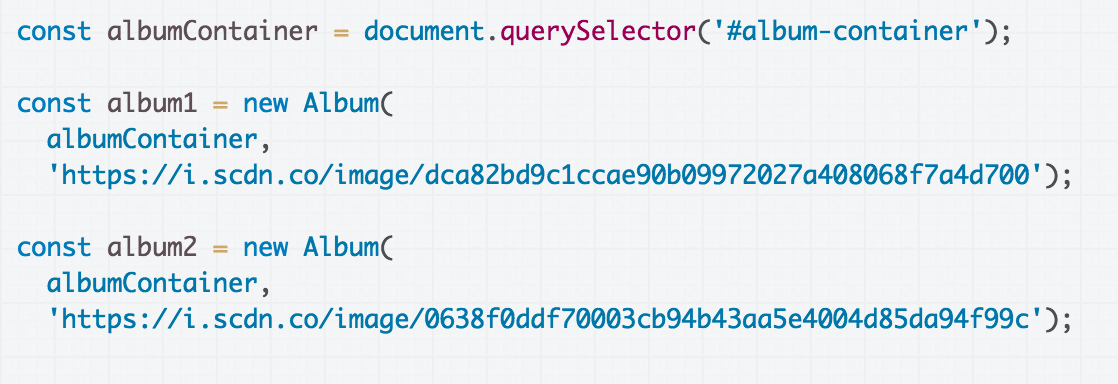 const albumContainer = document.querySelector('#album-container');
const album1 = new Album(
albumContainer,
'https://i.scdn.co/image/dca82bd9c1ccae90b09972027a408068f7a4d700');
const album2 = new Album(
albumContainer,
'https://i.scdn.co/image/0638f0ddf70003cb94b43aa5e4004d85da94f99c');